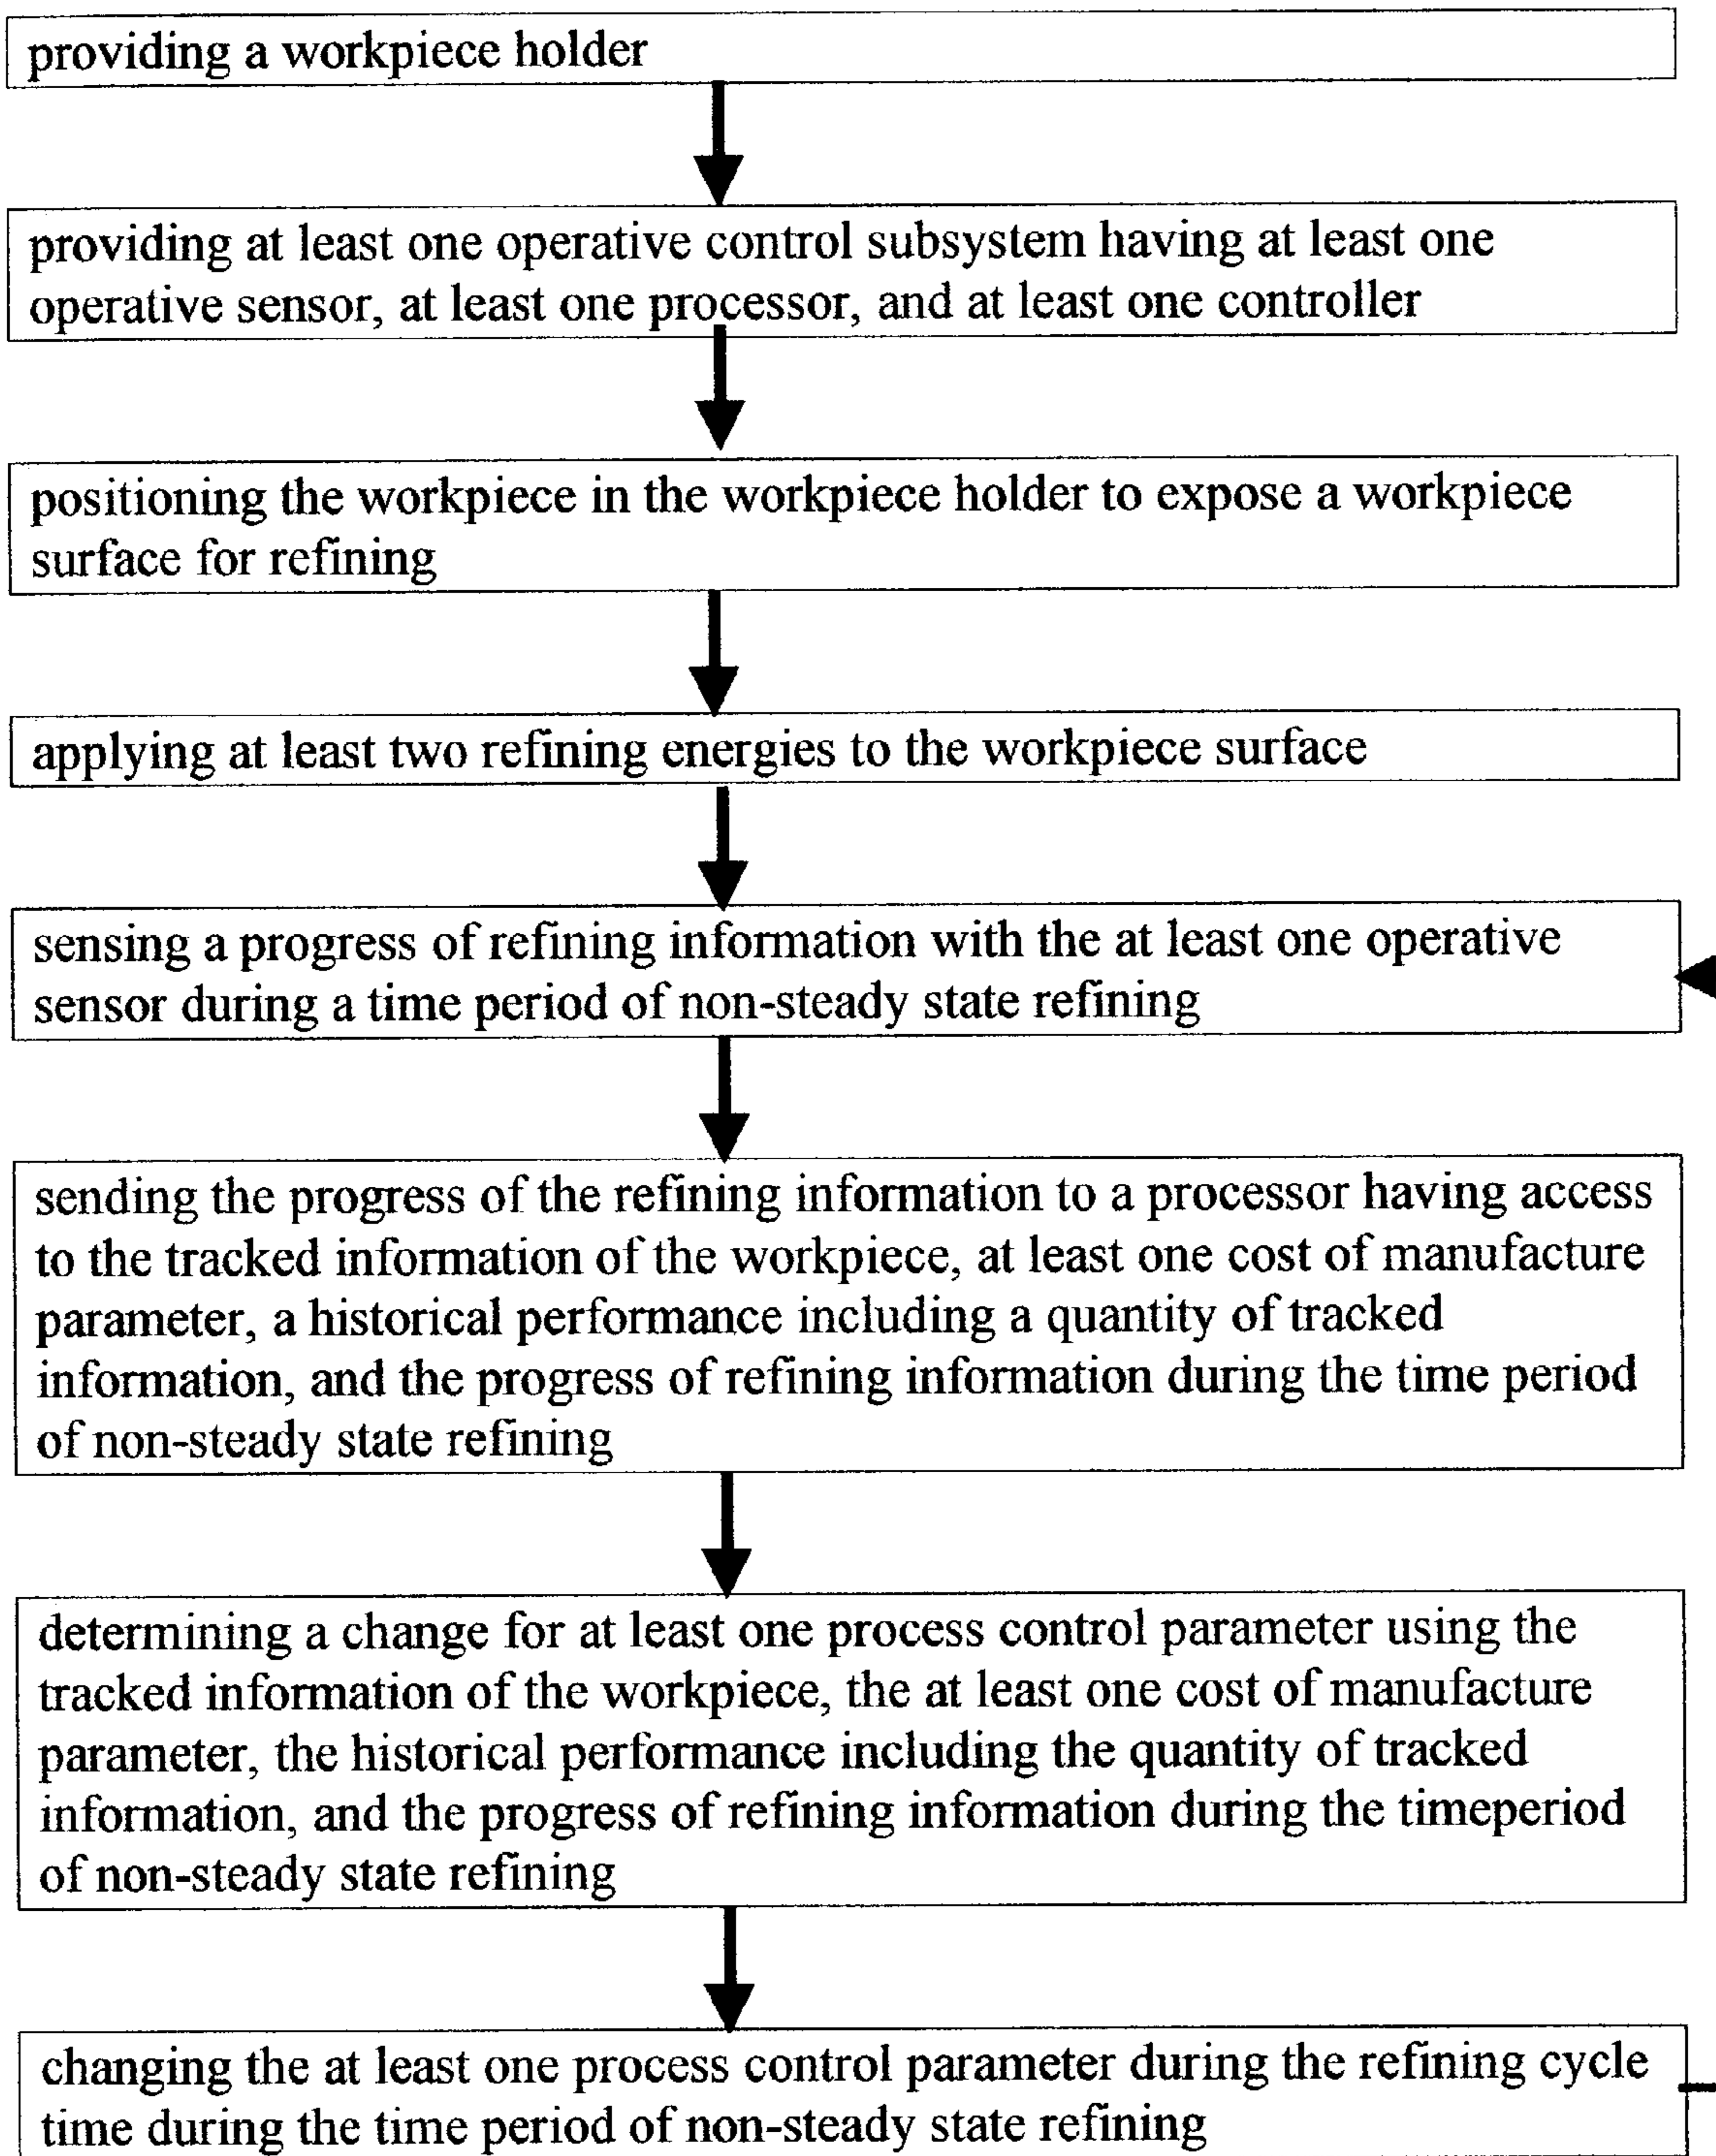 providing a workpiece holder
providing at least one operative control subsystem having at least one
operative sensor, at least one processor, and at least one controller
positioning the workpiece in the workpiece holder to expose a workpiece
surface for refining
applying at least two refining energies to the workpiece surface
sensing a progress of refining information with the at least one operative
sensor during a time period of non-steady state refining
sending the progress of the refining information to a processor having access
to the tracked information of the workpiece, at least one cost of manufacture
parameter, a historical performance including a quantity of tracked
information, and the progress of refining information during the time period
of non-steady state refining
determining a change for at least one process control parameter using the
tracked information of the workpiece, the at least one cost of manufacture
parameter, the historical performance including the quantity of tracked
information, and the progress of refining information during the timeperiod
of non-steady state refining
changing the at least one process control parameter during the refining cycle
time during the time period of non-steady state refining